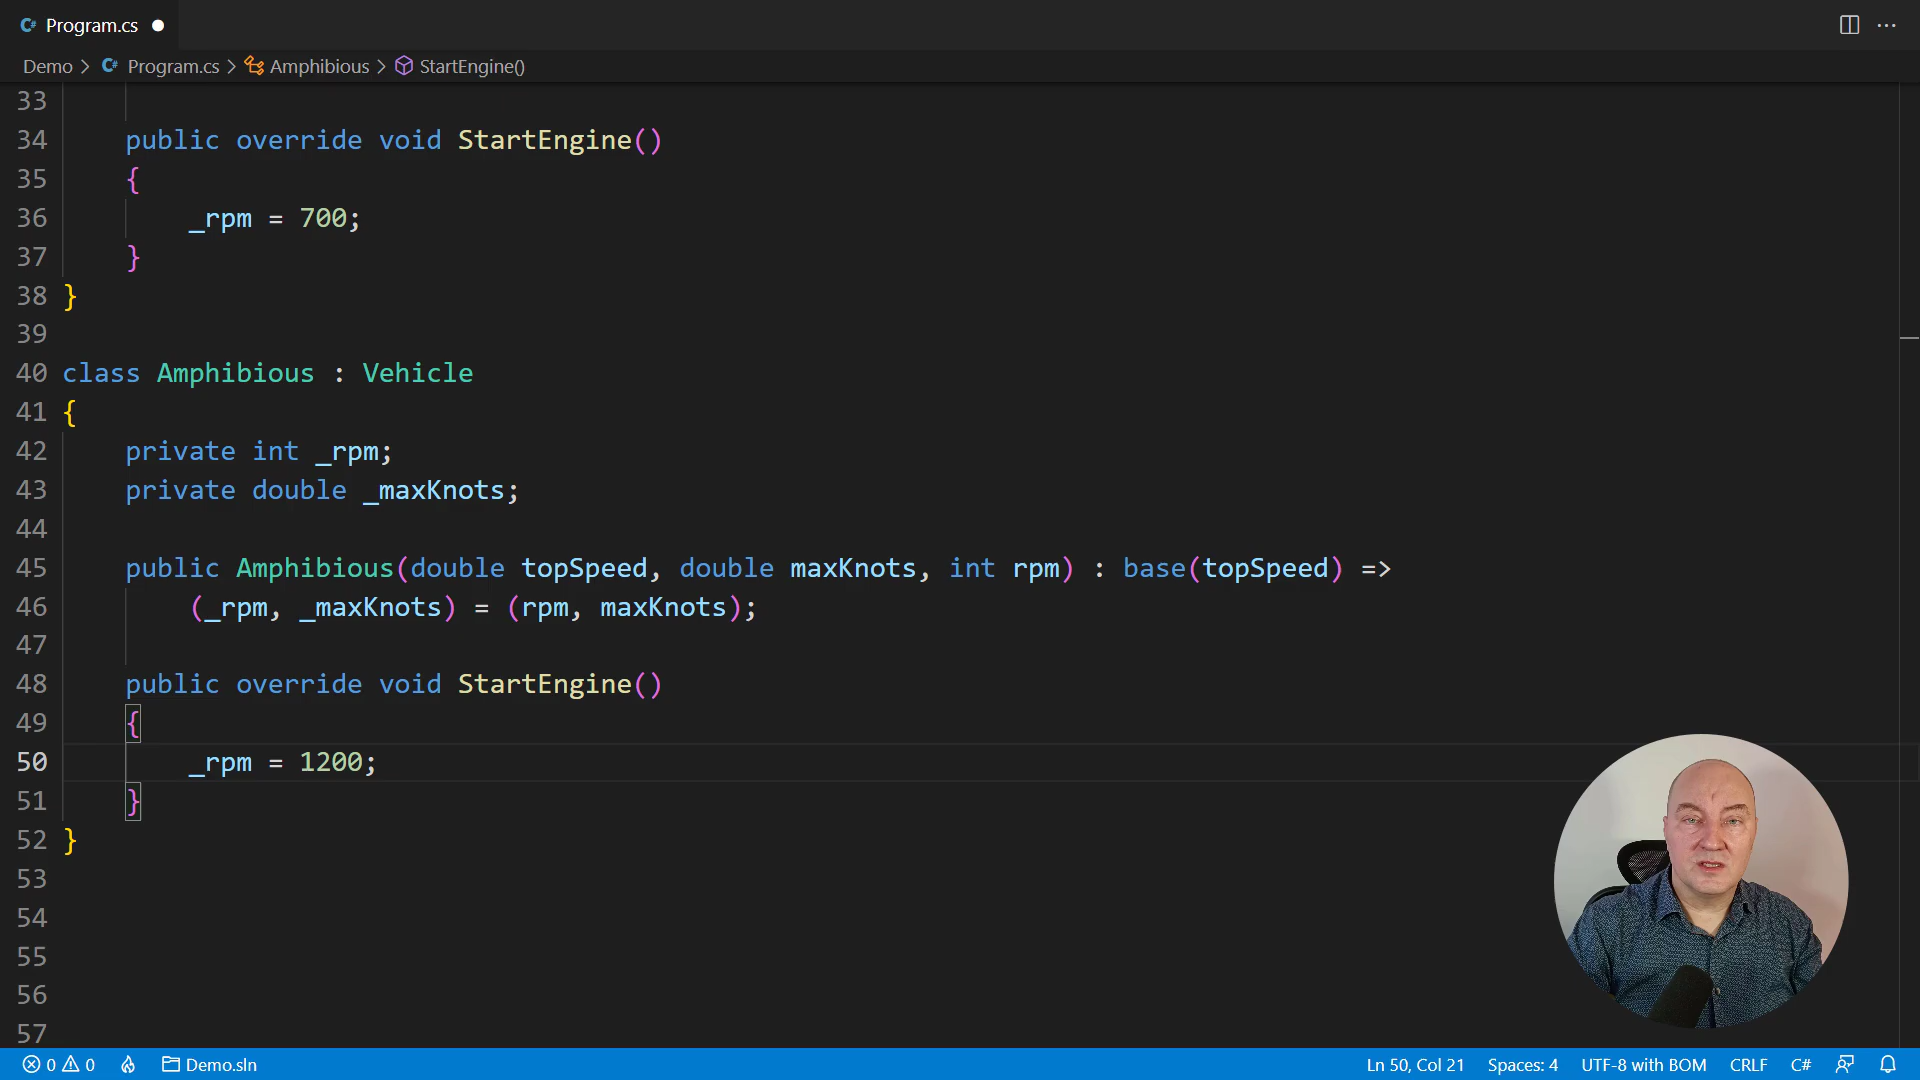 C# Program.cs
Demo > C# Program.cs > Amphibious > StartEngine()
33
34 public override void StartEngine()
35 {
36 _rpm = 700;
37 }
38 }
39
40 class Amphibious : Vehicle
41 {
42 private int _rpm;
43 private double _maxKnots;
44
45 public Amphibious(double topSpeed, double maxKnots, int rpm) : base(topSpeed) =>
46 (_rpm, _maxKnots) = (rpm, maxKnots);
47
48 public override void StartEngine()
49 {
50 _rpm = 1200;
51 }
52 }
53
54
55
56
57
0 0 Demo.sln Ln 50, Col 21 Spaces: 4 UTF-8 with BOM CRLF C#